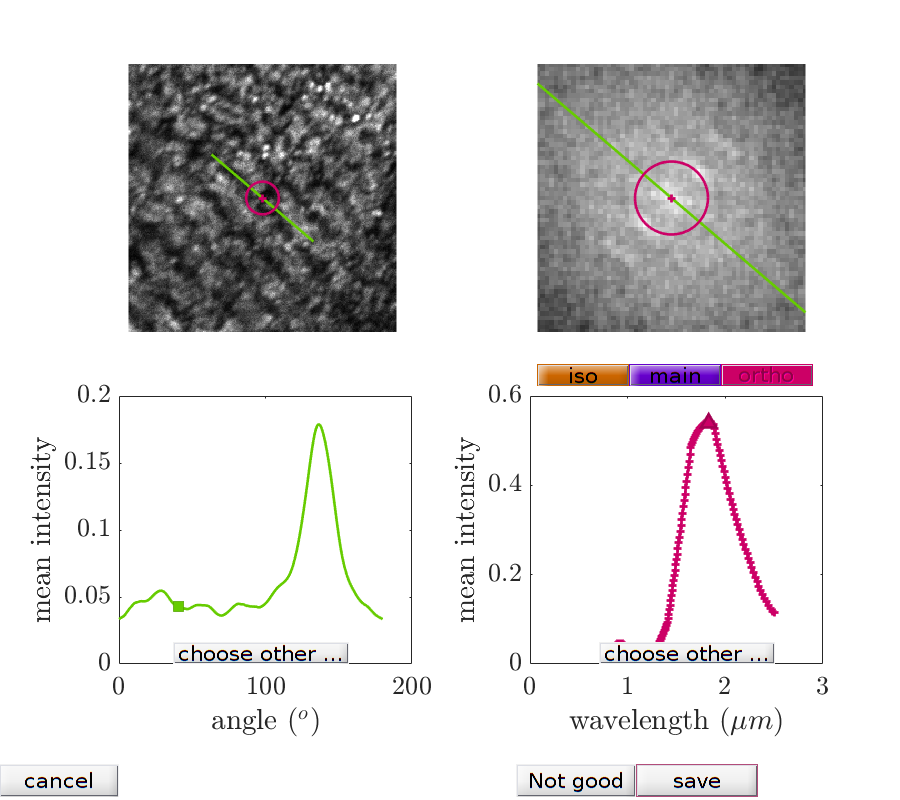 iso main ortho
0.2
0.15
0.1
0.05
0
mean intensity
0 100 200
angle (°)
choose other ...
0.6
0.4
0.2
0
mean intensity
0 1 2 3
wavelength (μm)
choose other ...
cancel
Not good
save